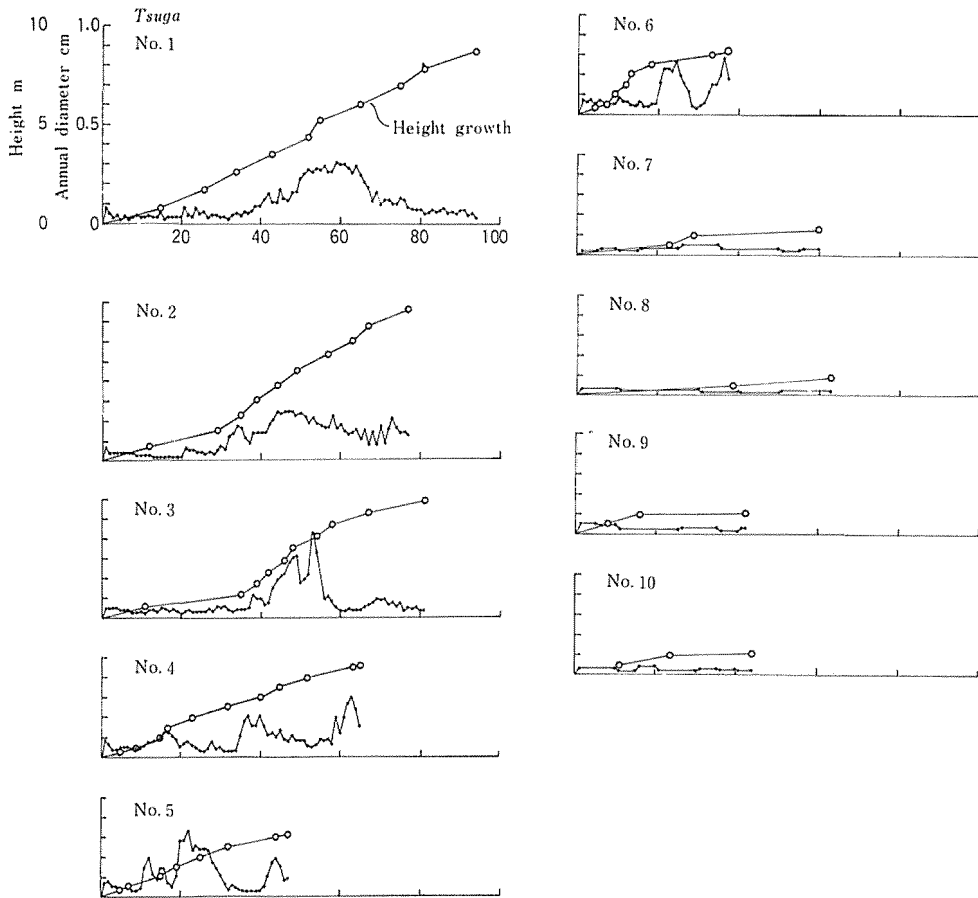 Tsuga
No. 1
10
1.0
5
0.5
0
0
Height m
Annual diameter cm
Height growth
20
40
60
80
100
No. 2
No. 3
No. 4
No. 5
No. 6
No. 7
No. 8
No. 9
No. 10